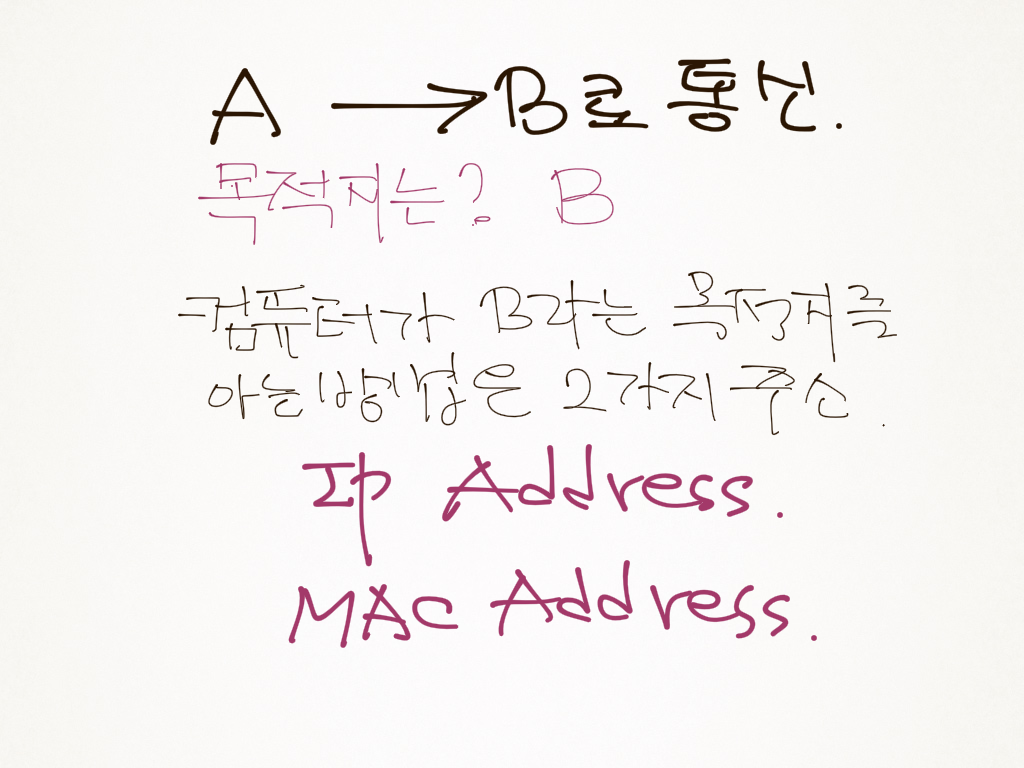 A → B로 통신.
목적지는? B
컴퓨터가 B라는 목적지를
아는 방법은 2가지 주소.
IP Address.
MAC Address.